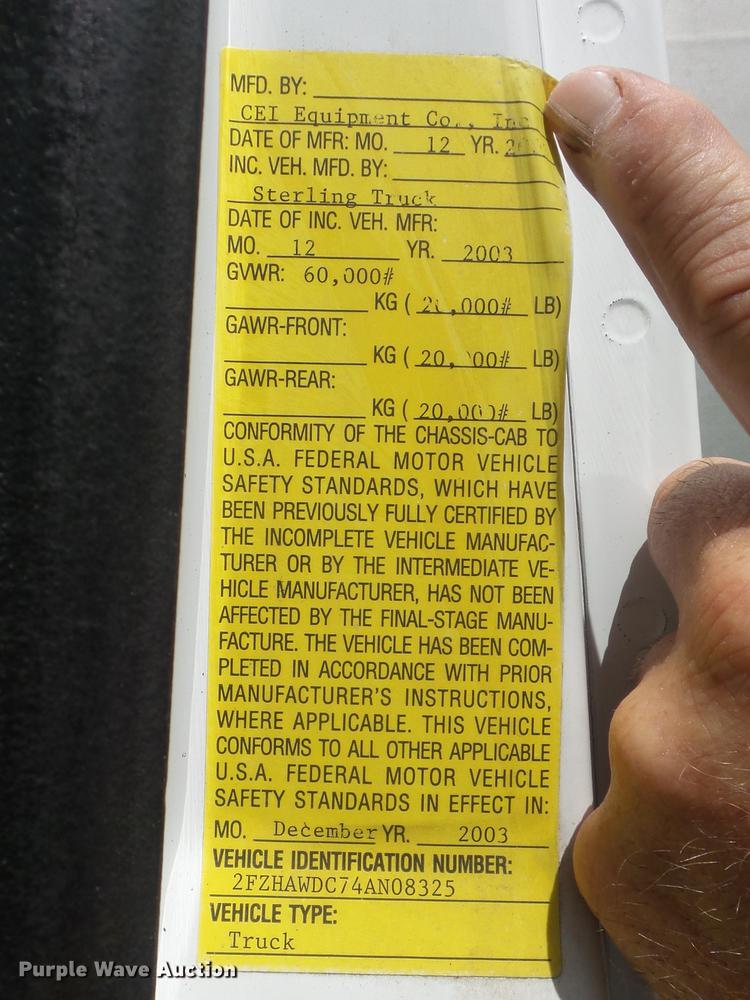 MFD. BY:
CEI Equipment Co., Inc
DATE OF MFR: MO. 12 YR.
INC. VEH. MFD. BY:
Sterling Truck
DATE OF INC. VEH. MFR:
MO. 12 YR. 2003
GVWR: 60,000#
KG ( LB)
GAWR-FRONT:
KG ( LB)
GAWR-REAR:
KG ( 20,000# LB)
CONFORMITY OF THE CHASSIS-CAB TO
U.S.A. FEDERAL MOTOR VEHICLE
SAFETY STANDARDS, WHICH HAVE
BEEN PREVIOUSLY FULLY CERTIFIED BY
THE INCOMPLETE VEHICLE MANUFAC-
TURER OR BY THE INTERMEDIATE VE-
HICLE MANUFACTURER, HAS NOT BEEN
AFFECTED BY THE FINAL-STAGE MANU-
FACTURE. THE VEHICLE HAS BEEN COM-
PLETED IN ACCORDANCE WITH PRIOR
MANUFACTURER'S INSTRUCTIONS,
WHERE APPLICABLE. THIS VEHICLE
CONFORMS TO ALL OTHER APPLICABLE
U.S.A. FEDERAL MOTOR VEHICLE
SAFETY STANDARDS IN EFFECT IN:
MO. December YR. 2003
VEHICLE IDENTIFICATION NUMBER:
2FZHAWDC74AN08325
VEHICLE TYPE:
Truck
Purple Wave Auction